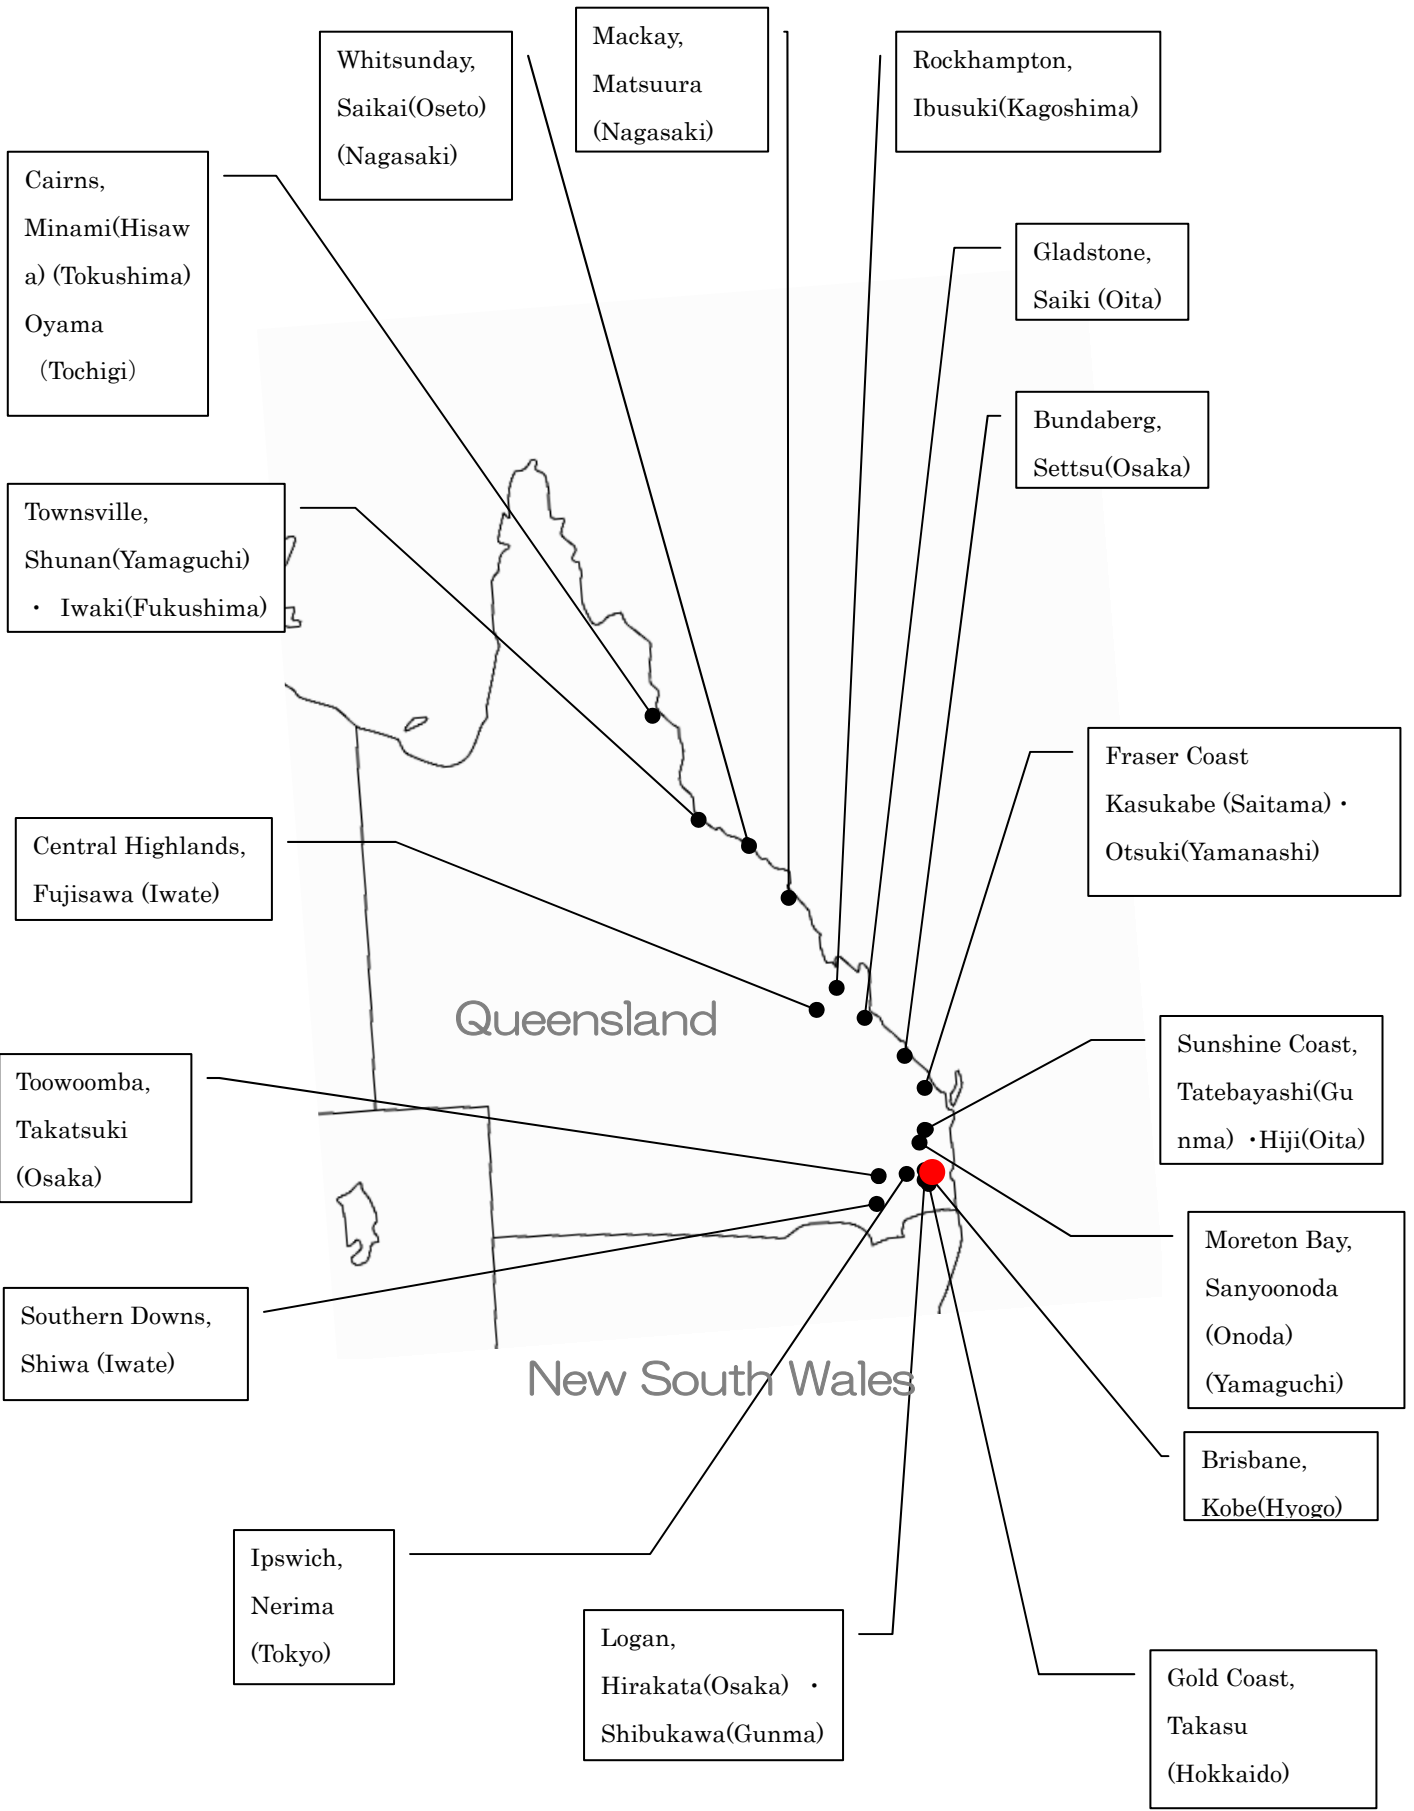 Mackay,
Matsuura
(Nagasaki)
Whitsunday,
Saikai(Oseto)
(Nagasaki)
Rockhampton,
Ibusuki(Kagoshima)
Cairns,
Minami(Hisaw
a) (Tokushima)
Oyama
(Tochigi)
Gladstone,
Saiki (Oita)
Bundaberg,
Settsu(Osaka)
Townsville,
Shunan(Yamaguchi)
・ Iwaki(Fukushima)
Fraser Coast
Kasukabe (Saitama)・
Otsuki(Yamanashi)
Central Highlands,
Fujisawa (Iwate)
Queensland
Sunshine Coast,
Tatebayashi(Gu
nma) ・Hiji(Oita)
Toowoomba,
Takatsuki
(Osaka)
Moreton Bay,
Sanyoonoda
(Onoda)
(Yamaguchi)
Southern Downs,
Shiwa (Iwate)
New South Wales
Brisbane,
Kobe(Hyogo)
Ipswich,
Nerima
(Tokyo)
Logan,
Hirakata(Osaka) ・
Shibukawa(Gunma)
Gold Coast,
Takasu
(Hokkaido)